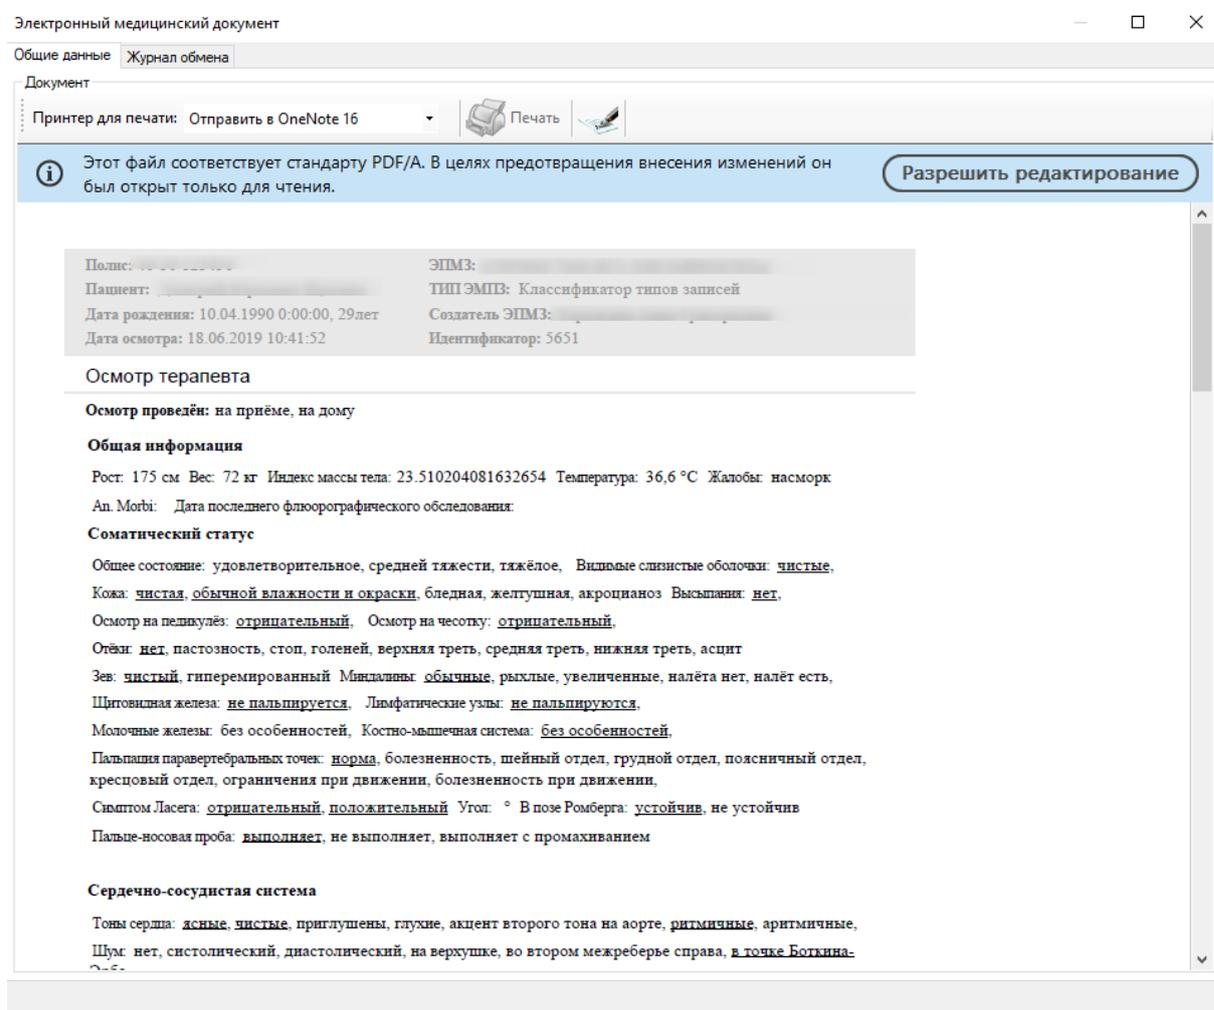 Электронный медицинский документ
Общие данные Журнал обмена
Документ
Принтер для печати: Отправить в OneNote 16 Печать
Этот файл соответствует стандарту PDF/A. В целях предотвращения внесения изменений он
был открыт только для чтения.
Разрешить редактирование
Полис: ЭПМЗ:
Пациент: ТИП ЭМПЗ: Классификатор типов записей
Дата рождения: 10.04.1990 0:00:00, 29лет Создатель ЭПМЗ:
Дата осмотра: 18.06.2019 10:41:52 Идентификатор: 5651
Осмотр терапевта
Осмотр проведён: на приёме, на дому
Общая информация
Рост: 175 см Вес: 72 кг Индекс массы тела: 23.510204081632654 Температура: 36,6 °C Жалобы: насморк
An. Morbi: Дата последнего флюорографического обследования:
Соматический статус
Общее состояние: удовлетворительное, средней тяжести, тяжёлое, Видимые слизистые оболочки: чистые,
Кожа: чистая, обычной влажности и окраски, бледная, желтушная, акроцианоз Высыпания: нет,
Осмотр на педикулёз: отрицательный, Осмотр на чесотку: отрицательный,
Отёки: нет, пастозность, стоп, голеней, верхняя треть, средняя треть, нижняя треть, асцит
Зев: чистый, гиперемированный Миндалины: обычные, рыхлые, увеличенные, налёта нет, налёт есть,
Щитовидная железа: не пальпируется, Лимфатические узлы: не пальпируются,
Молочные железы: без особенностей, Костно-мышечная система: без особенностей,
Пальпация паравертебральных точек: норма, болезненность, шейный отдел, грудной отдел, поясничный отдел,
кресцовый отдел, ограничения при движении, болезненность при движении,
Симптом Ласега: отрицательный, положительный Угол: ° В позе Ромберга: устойчив, не устойчив
Пальце-носовая проба: выполняет, не выполняет, выполняет с промахиванием
Сердечно-сосудистая система
Тоны сердца: ясные, чистые, приглушены, глухие, акцент второго тона на аорте, ритмичные, аритмичные,
Шум: нет, систолический, диастолический, на верхушке, во втором межреберье справа, в точке Боткина-